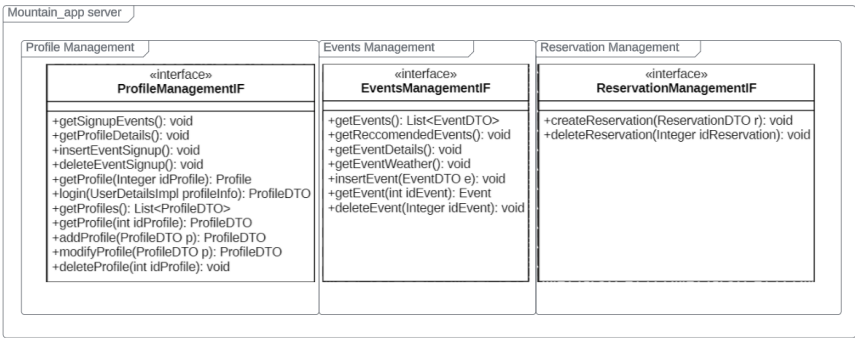 Mountain_app server
Profile Management
«interface»
ProfileManagementIF
+getSignupEvents(): void
+getProfileDetails(): void
+insertEventSignup(): void
+deleteEventSignup(): void
+getProfile(Integer idProfile): Profile
+login(UserDetailsImpl profileInfo): ProfileDTO
+getProfiles(): List<ProfileDTO>
+getProfile(int idProfile): ProfileDTO
+addProfile(ProfileDTO p): ProfileDTO
+modifyProfile(ProfileDTO p): ProfileDTO
+deleteProfile(int idProfile): void
Events Management
«interface»
EventsManagementIF
+getEvents(): List<EventDTO>
+getReccomendedEvents(): void
+getEventDetails(): void
+getEventWeather(): void
+insertEvent(EventDTO e): void
+getEvent(int idEvent): Event
+deleteEvent(Integer idEvent): void
Reservation Management
«interface»
ReservationManagementIF
+createReservation(ReservationDTO r): void
+deleteReservation(Integer idReservation): void